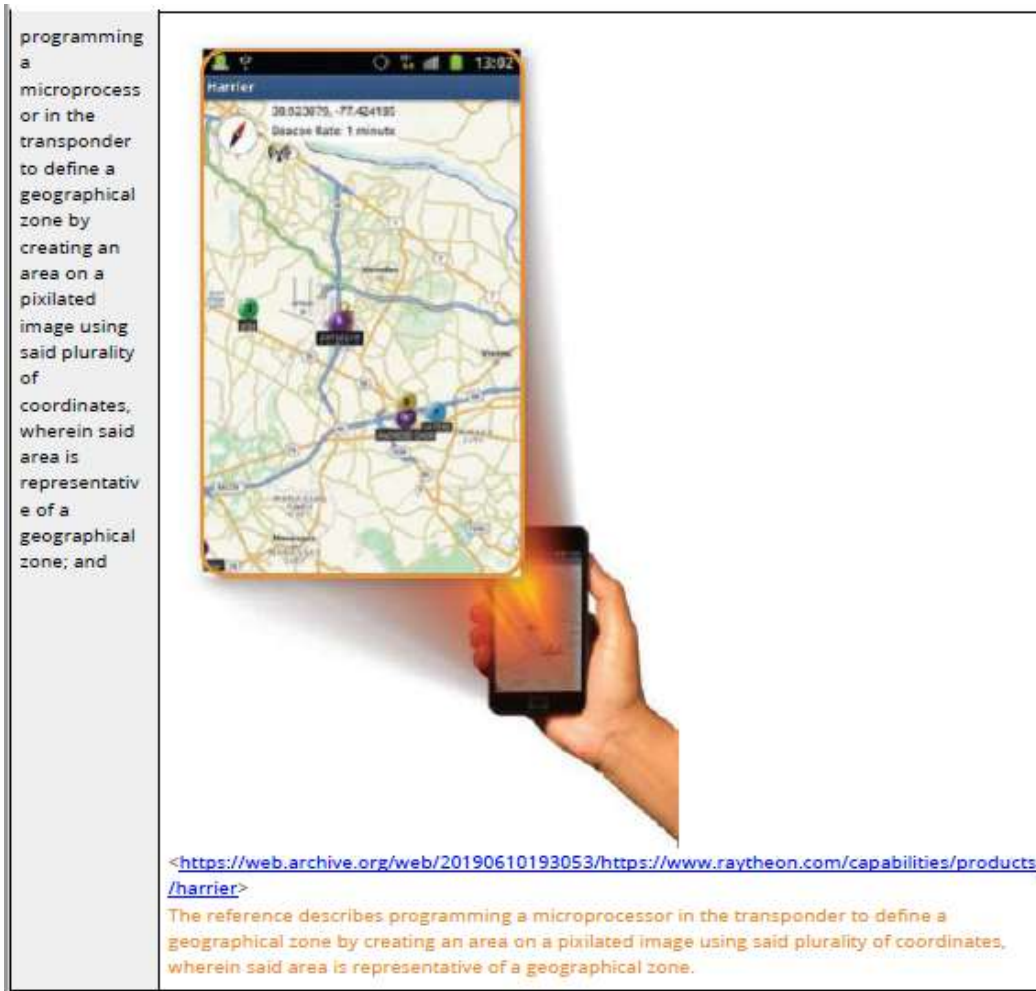 programming
a
microprocess
or in the
transponder
to define a
geographical
zone by
creating an
area on a
pixilated
image using
said plurality
of
coordinates,
wherein said
area is
representativ
e of a
geographical
zone; and
13:02
Harrier
Beacon Rate: 1 minute
<https://web.archive.org/web/20190610193053/https://www.raytheon.com/capabilities/products
/harrier>
The reference describes programming a microprocessor in the transponder to define a
geographical zone by creating an area on a pixilated image using said plurality of coordinates,
wherein said area is representative of a geographical zone.